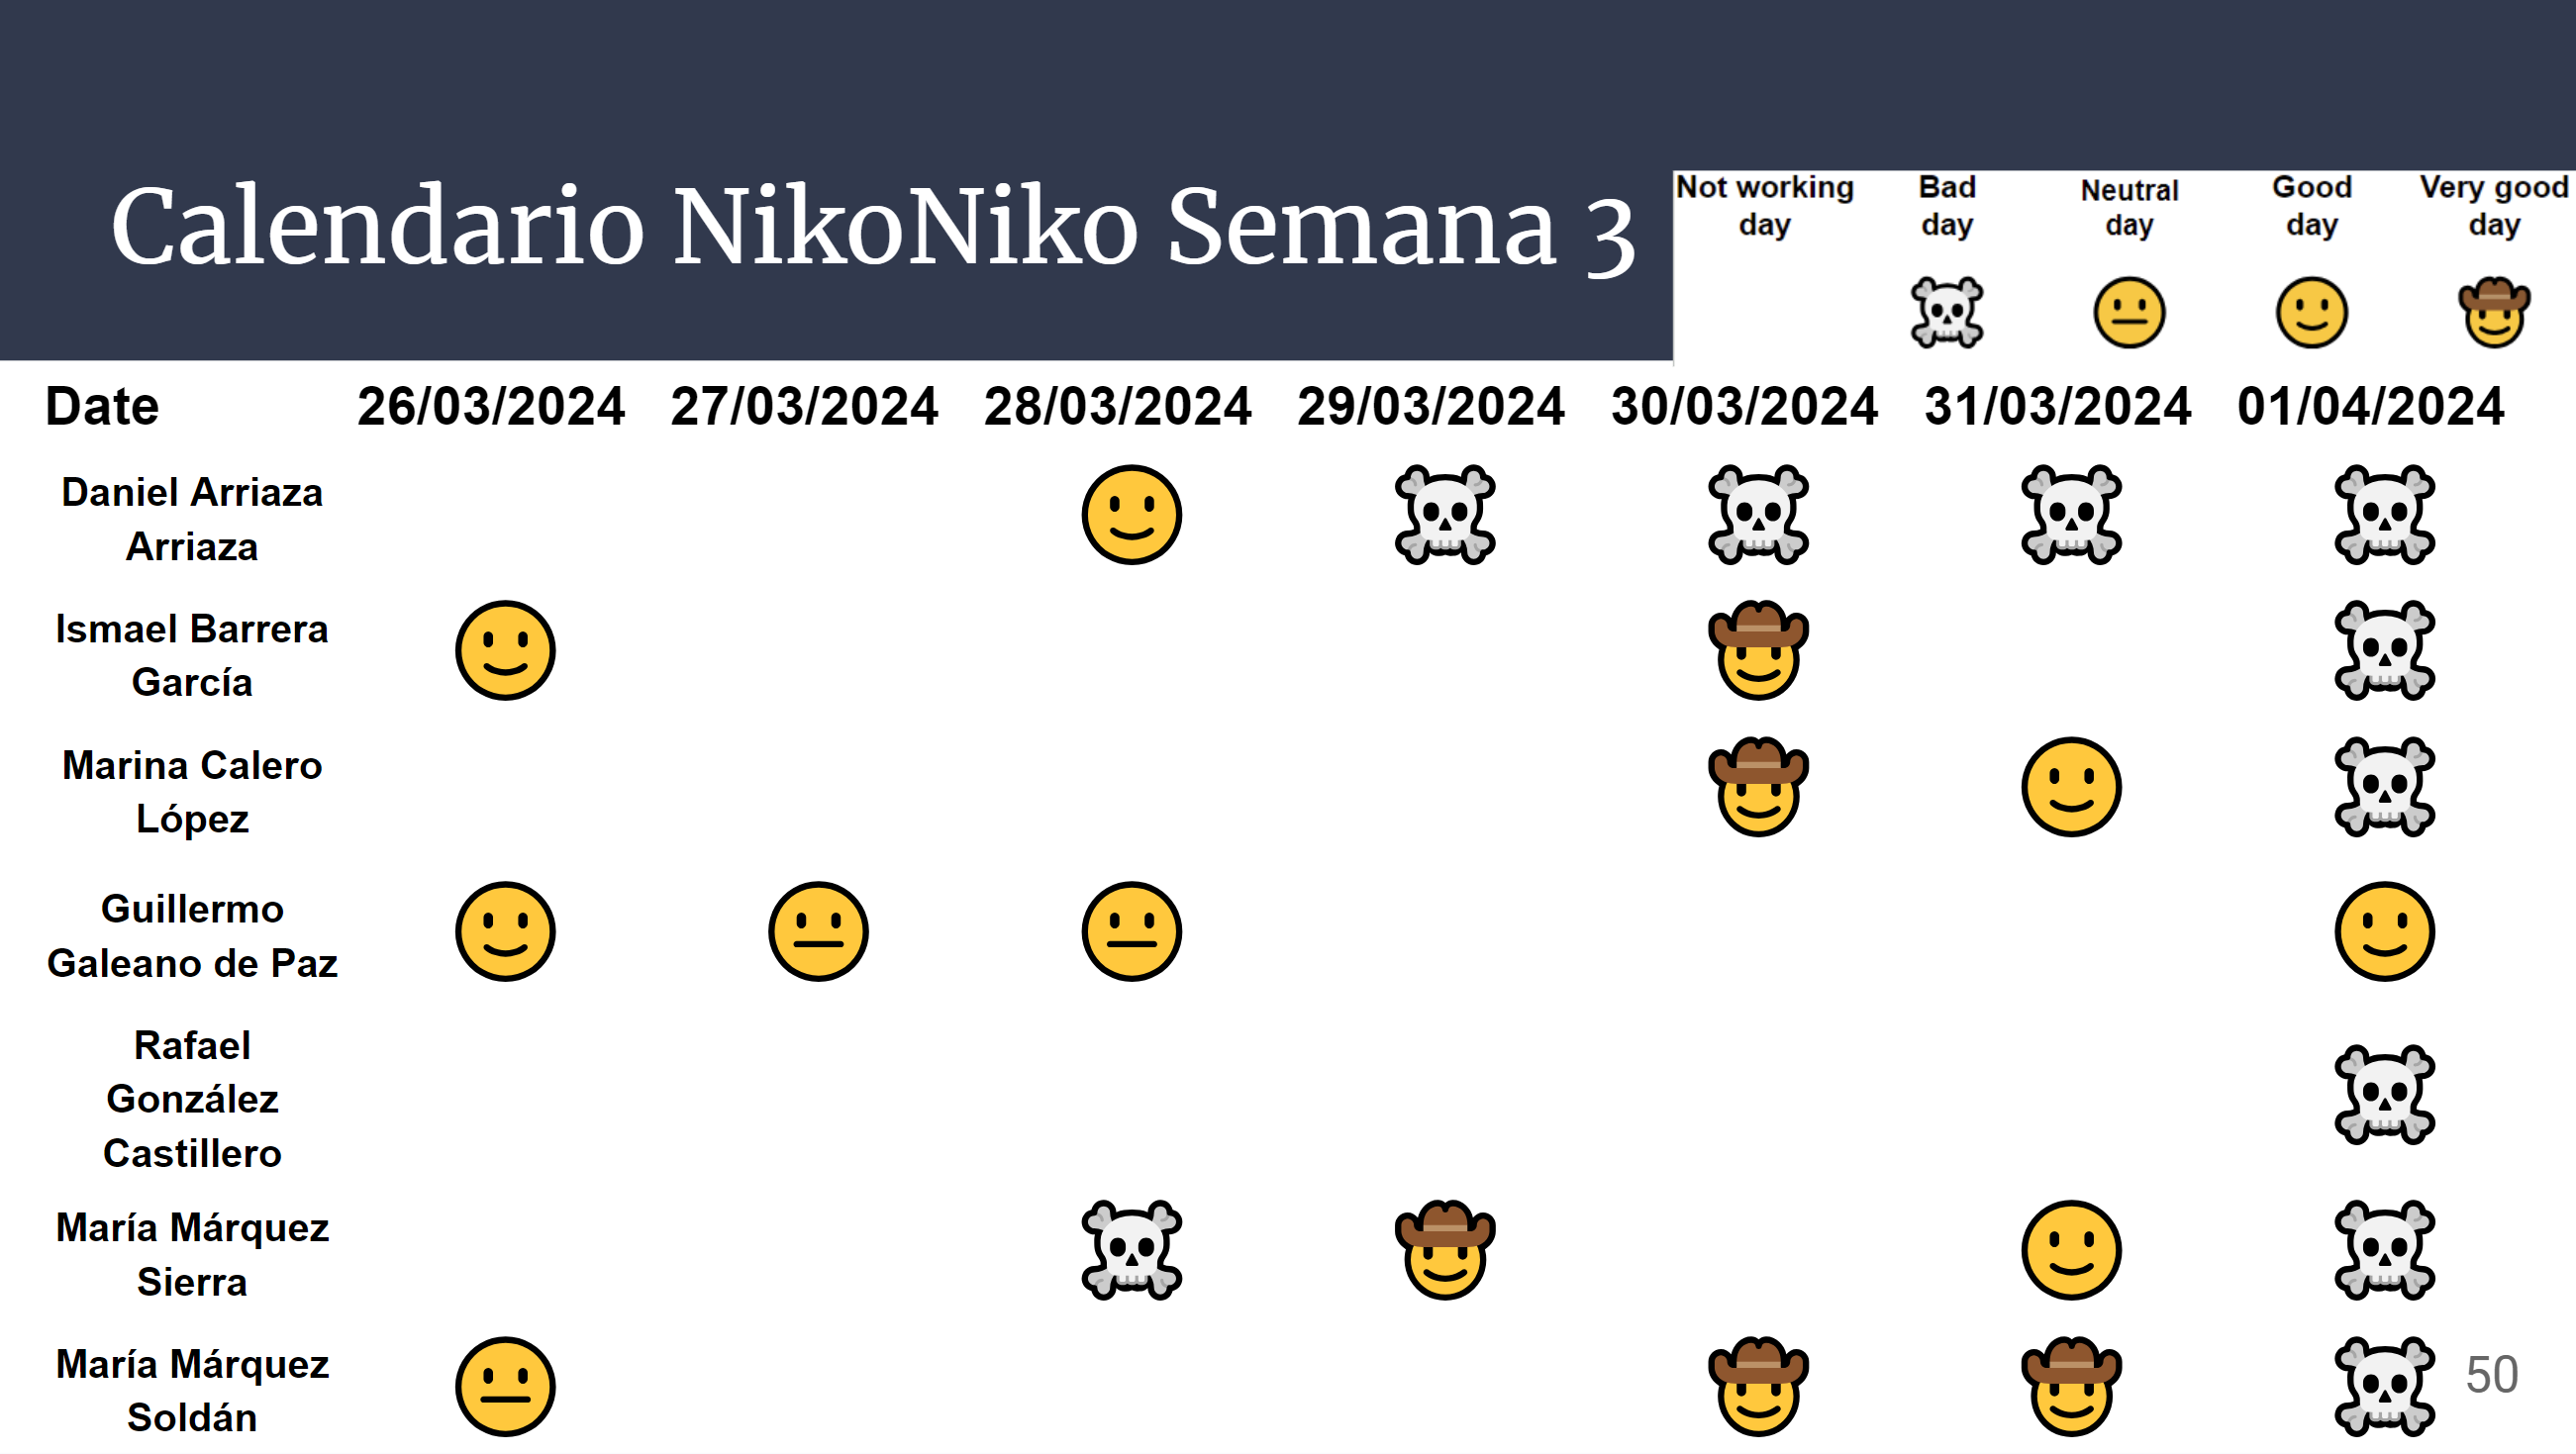 Calendario NikoNiko Semana 3
Not working day
Bad day
Neutral day
Good day
Very good day
Date 26/03/2024 27/03/2024 28/03/2024 29/03/2024 30/03/2024 31/03/2024 01/04/2024
Daniel Arriaza
Arriaza
Ismael Barrera
García
Marina Calero
López
Guillermo
Galeano de Paz
Rafael
González
Castillero
María Márquez
Sierra
María Márquez
Soldán
50